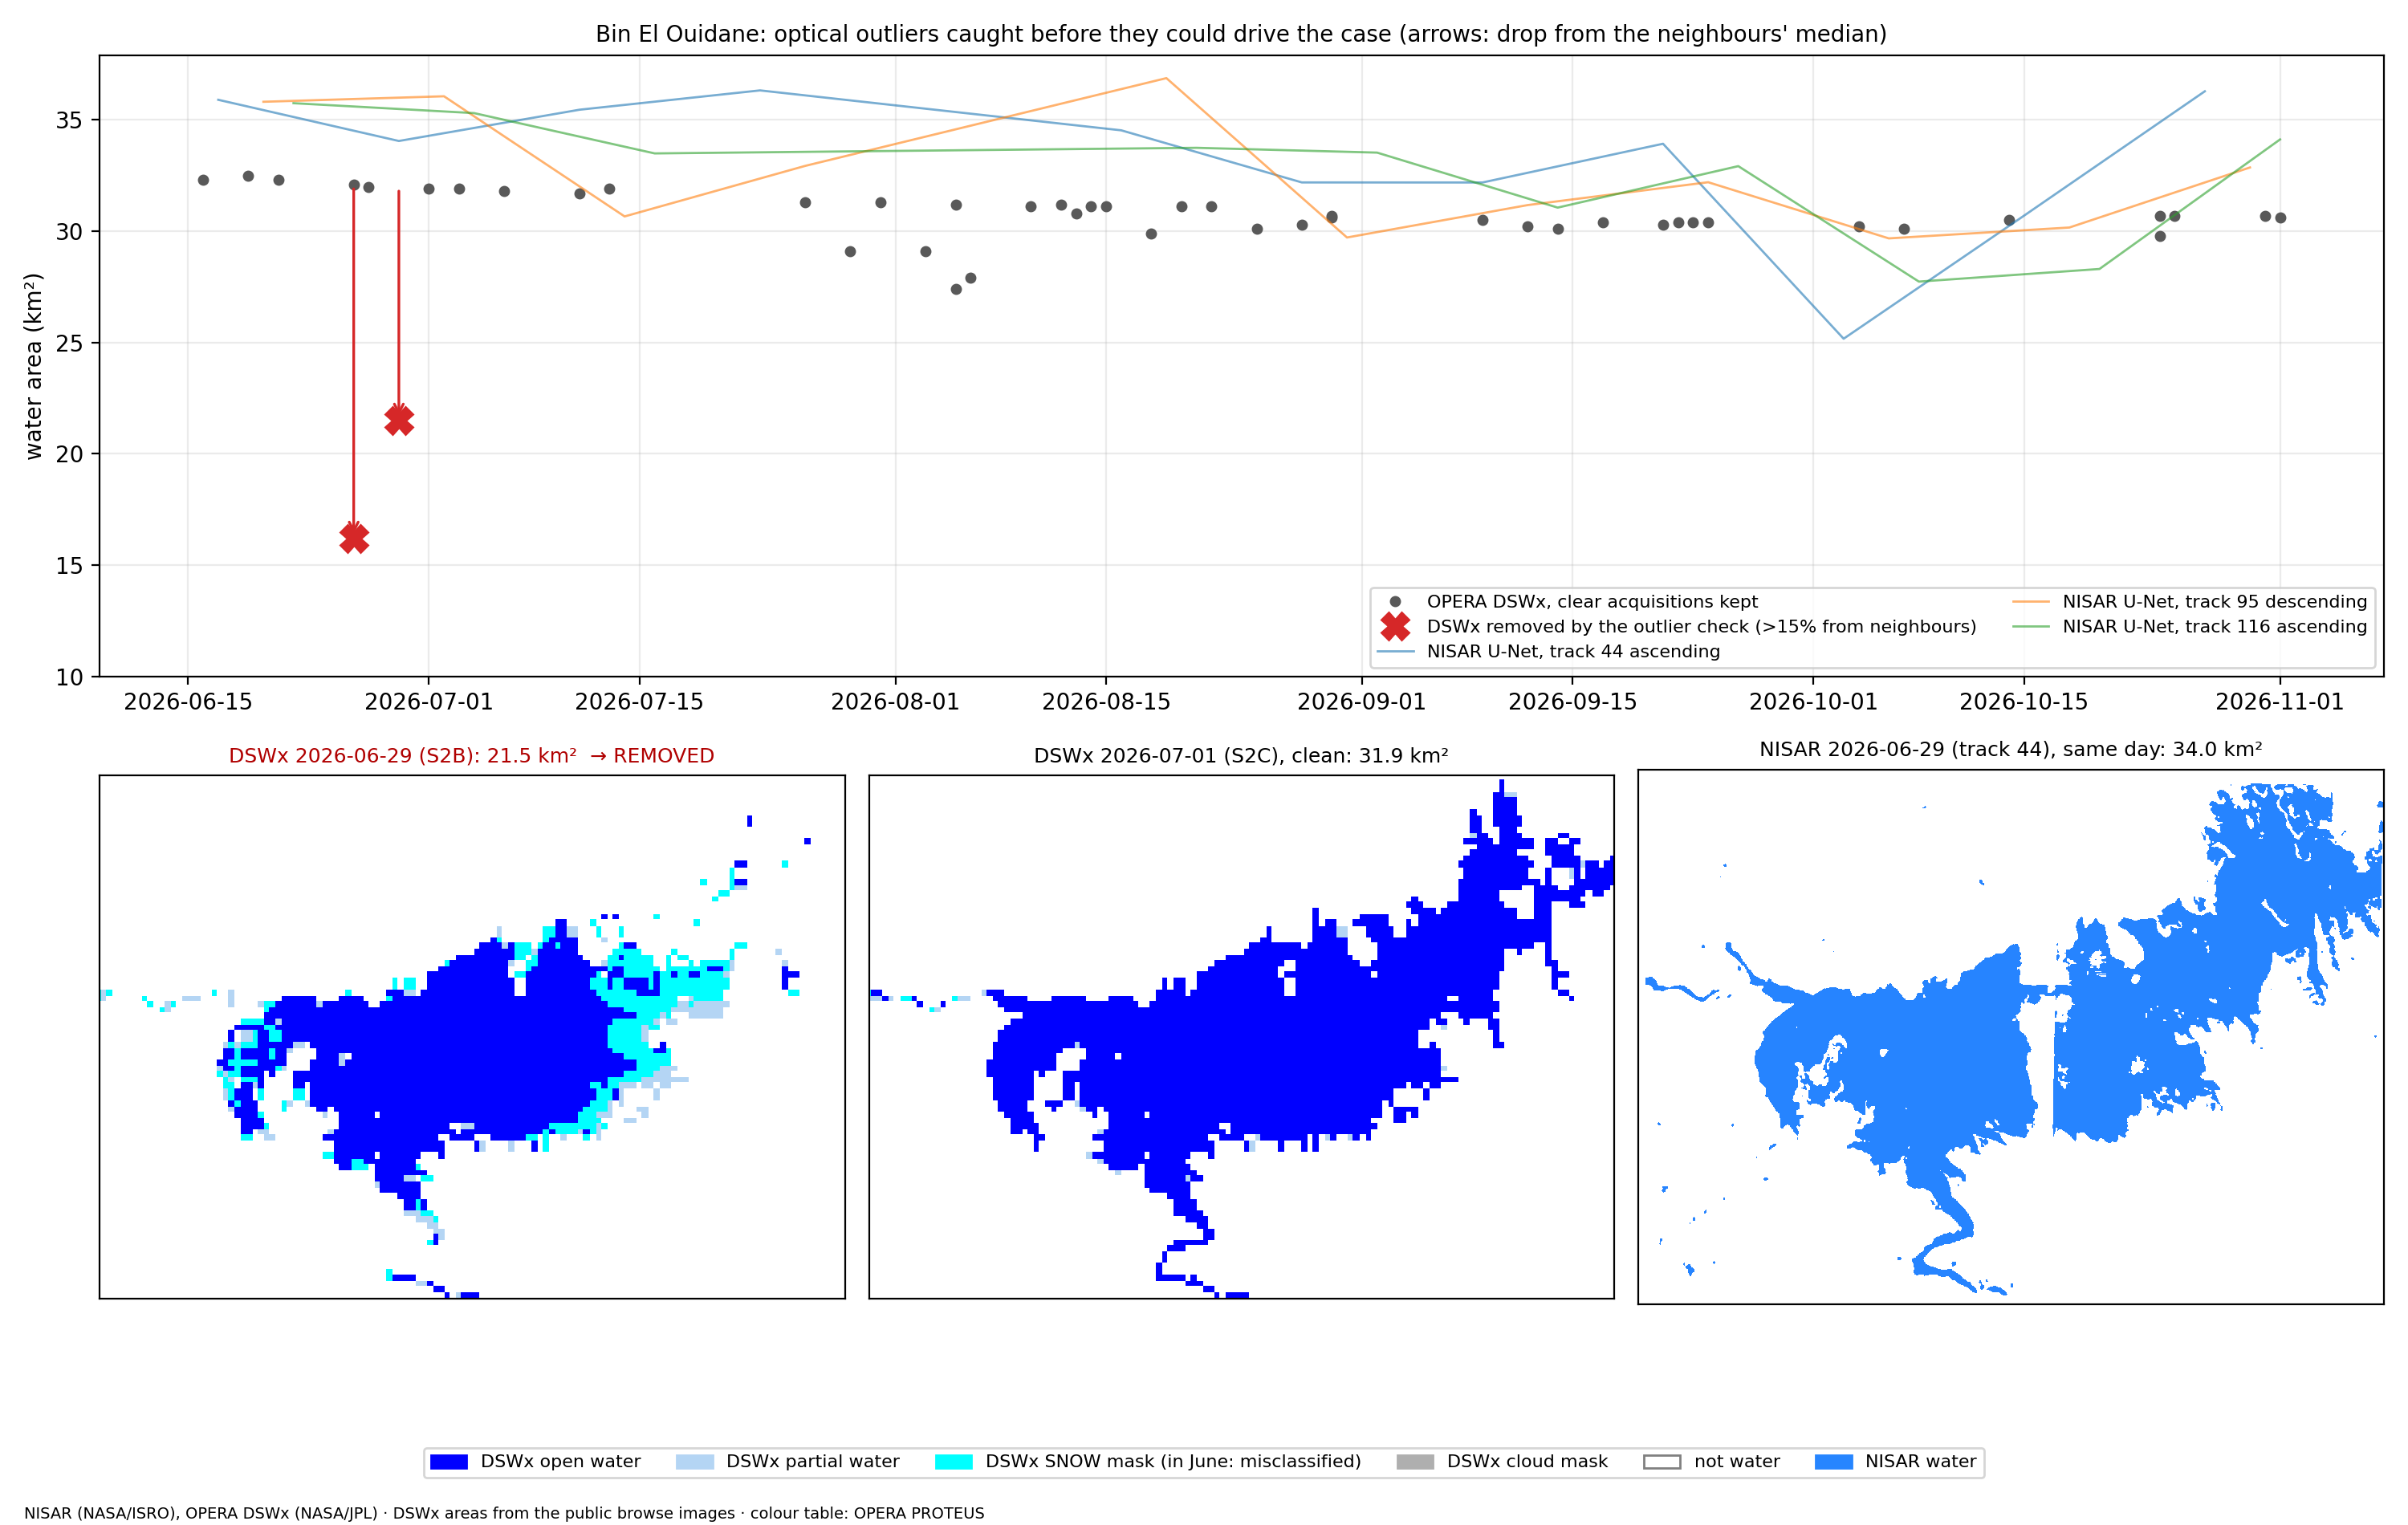 Bin El Ouidane: optical outliers caught before they could drive the case (arrows: drop from the neighbours' median)
water area (km²)
35
30
25
20
15
10
OPERA DSWx, clear acquisitions kept
DSWx removed by the outlier check (>15% from neighbours)
NISAR U-Net, track 44 ascending
NISAR U-Net, track 95 descending
NISAR U-Net, track 116 ascending
2026-06-15
2026-07-01
2026-07-15
2026-08-01
2026-08-15
2026-09-01
2026-09-15
2026-10-01
2026-10-15
2026-11-01
DSWx 2026-06-29 (S2B): 21.5 km² → REMOVED
DSWx 2026-07-01 (S2C), clean: 31.9 km²
NISAR 2026-06-29 (track 44), same day: 34.0 km²
DSWx open water
DSWx partial water
DSWx SNOW mask (in June: misclassified)
DSWx cloud mask
not water
NISAR water
NISAR (NASA/ISRO), OPERA DSWx (NASA/JPL) · DSWx areas from the public browse images · colour table: OPERA PROTEUS